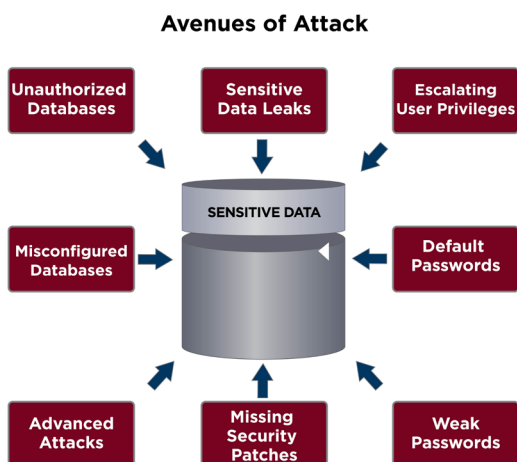 Avenues of Attack
Unauthorized
Databases
Sensitive
Data Leaks
Escalating
User Privileges
SENSITIVE DATA
Misconfigured
Databases
Default
Passwords
Advanced
Attacks
Missing
Security
Patches
Weak
Passwords